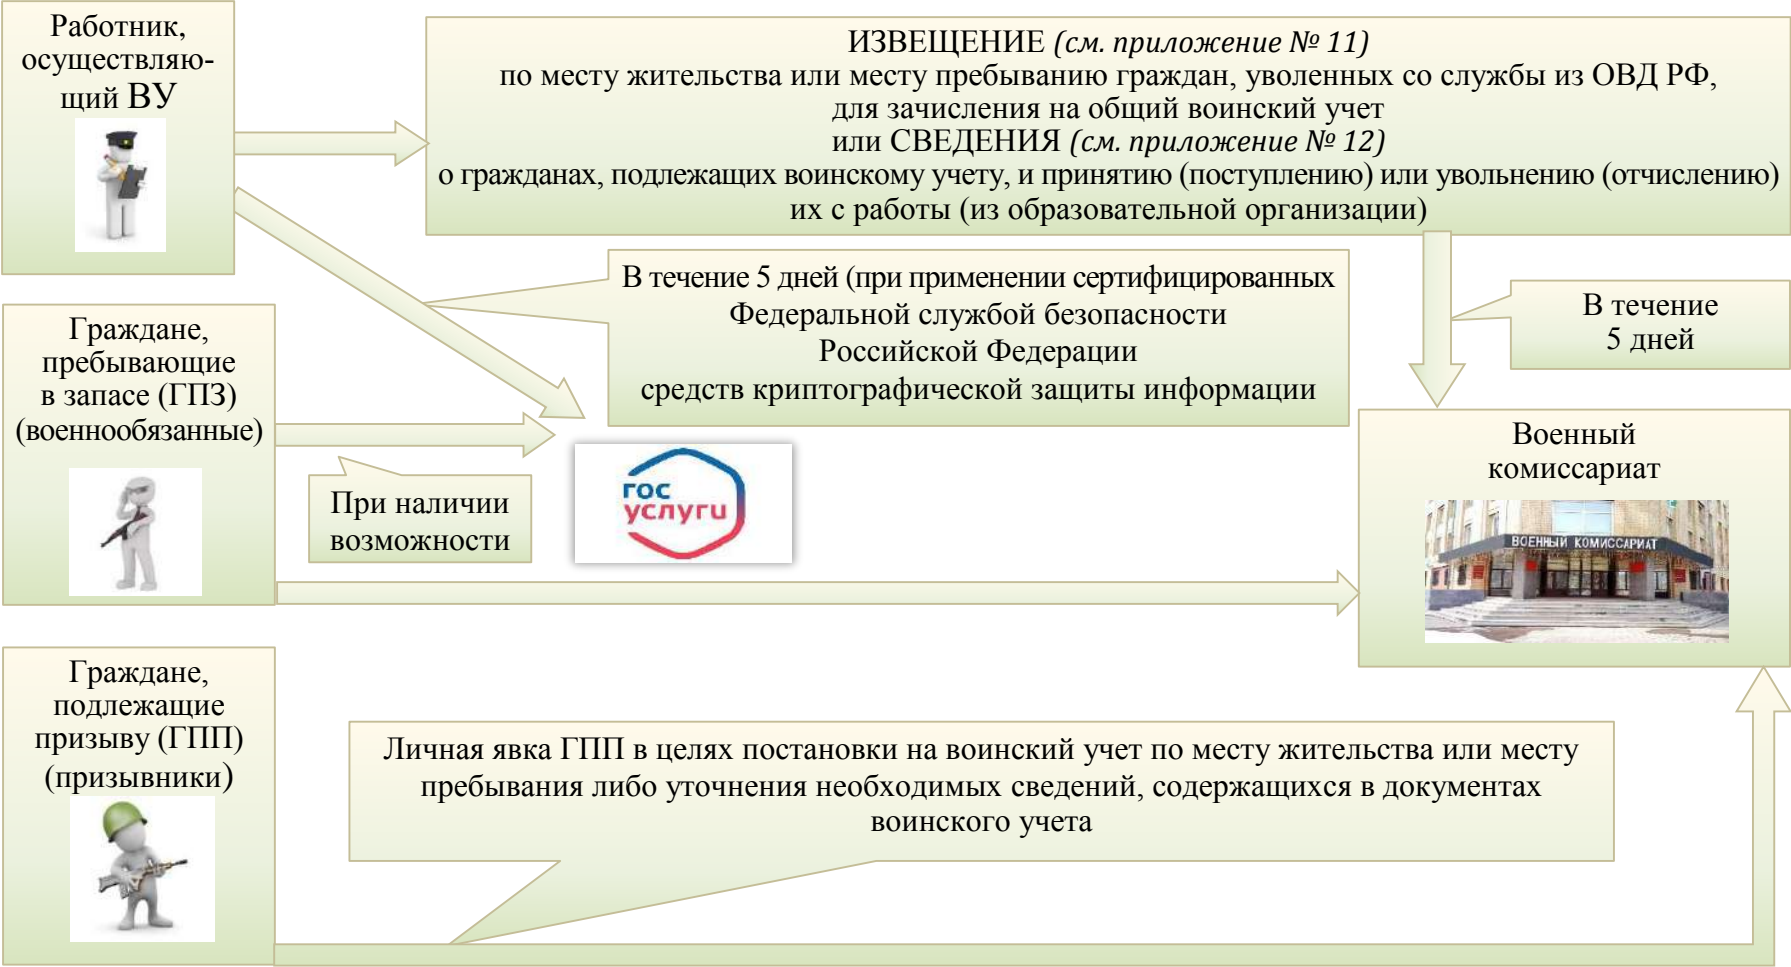 Работник,
осуществляю-
щий ВУ
ИЗВЕЩЕНИЕ (см. приложение № 11)
по месту жительства или месту пребыванию граждан, уволенных со службы из ОВД РФ,
для зачисления на общий воинский учет
или СВЕДЕНИЯ (см. приложение № 12)
о гражданах, подлежащих воинскому учету, и принятию (поступлению) или увольнению (отчислению)
их с работы (из образовательной организации)
В течение 5 дней (при применении сертифицированных
Федеральной службой безопасности
Российской Федерации
средств криптографической защиты информации
В течение
5 дней
Граждане,
пребывающие
в запасе (ГПЗ)
(военнообязанные)
При наличии
возможности
гос
услуги
Военный
комиссариат
ВОЕННЫЙ КОМИССАРИАТ
Граждане,
подлежащие
призыву (ГПП)
(призывники)
Личная явка ГПП в целях постановки на воинский учет по месту жительства или месту
пребывания либо уточнения необходимых сведений, содержащихся в документах
воинского учета